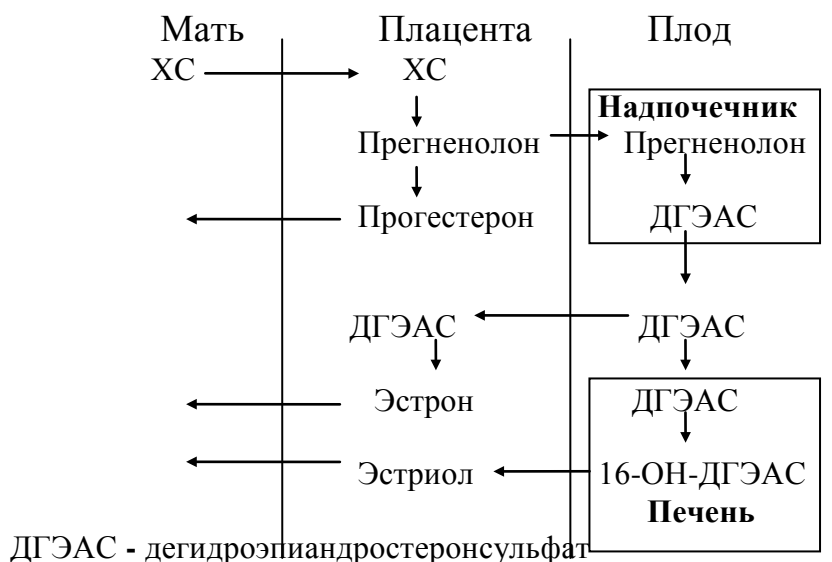 Мать Плацента Плод
ХС ХС
Надпочечник
Прегненолон Прегненолон
Прогестерон ДГЭАС
ДГЭАС ДГЭАС
Эстрон ДГЭАС
Эстриол 16-ОН-ДГЭАС
Печень
ДГЭАС - дегидроэпиандростеронсульфат